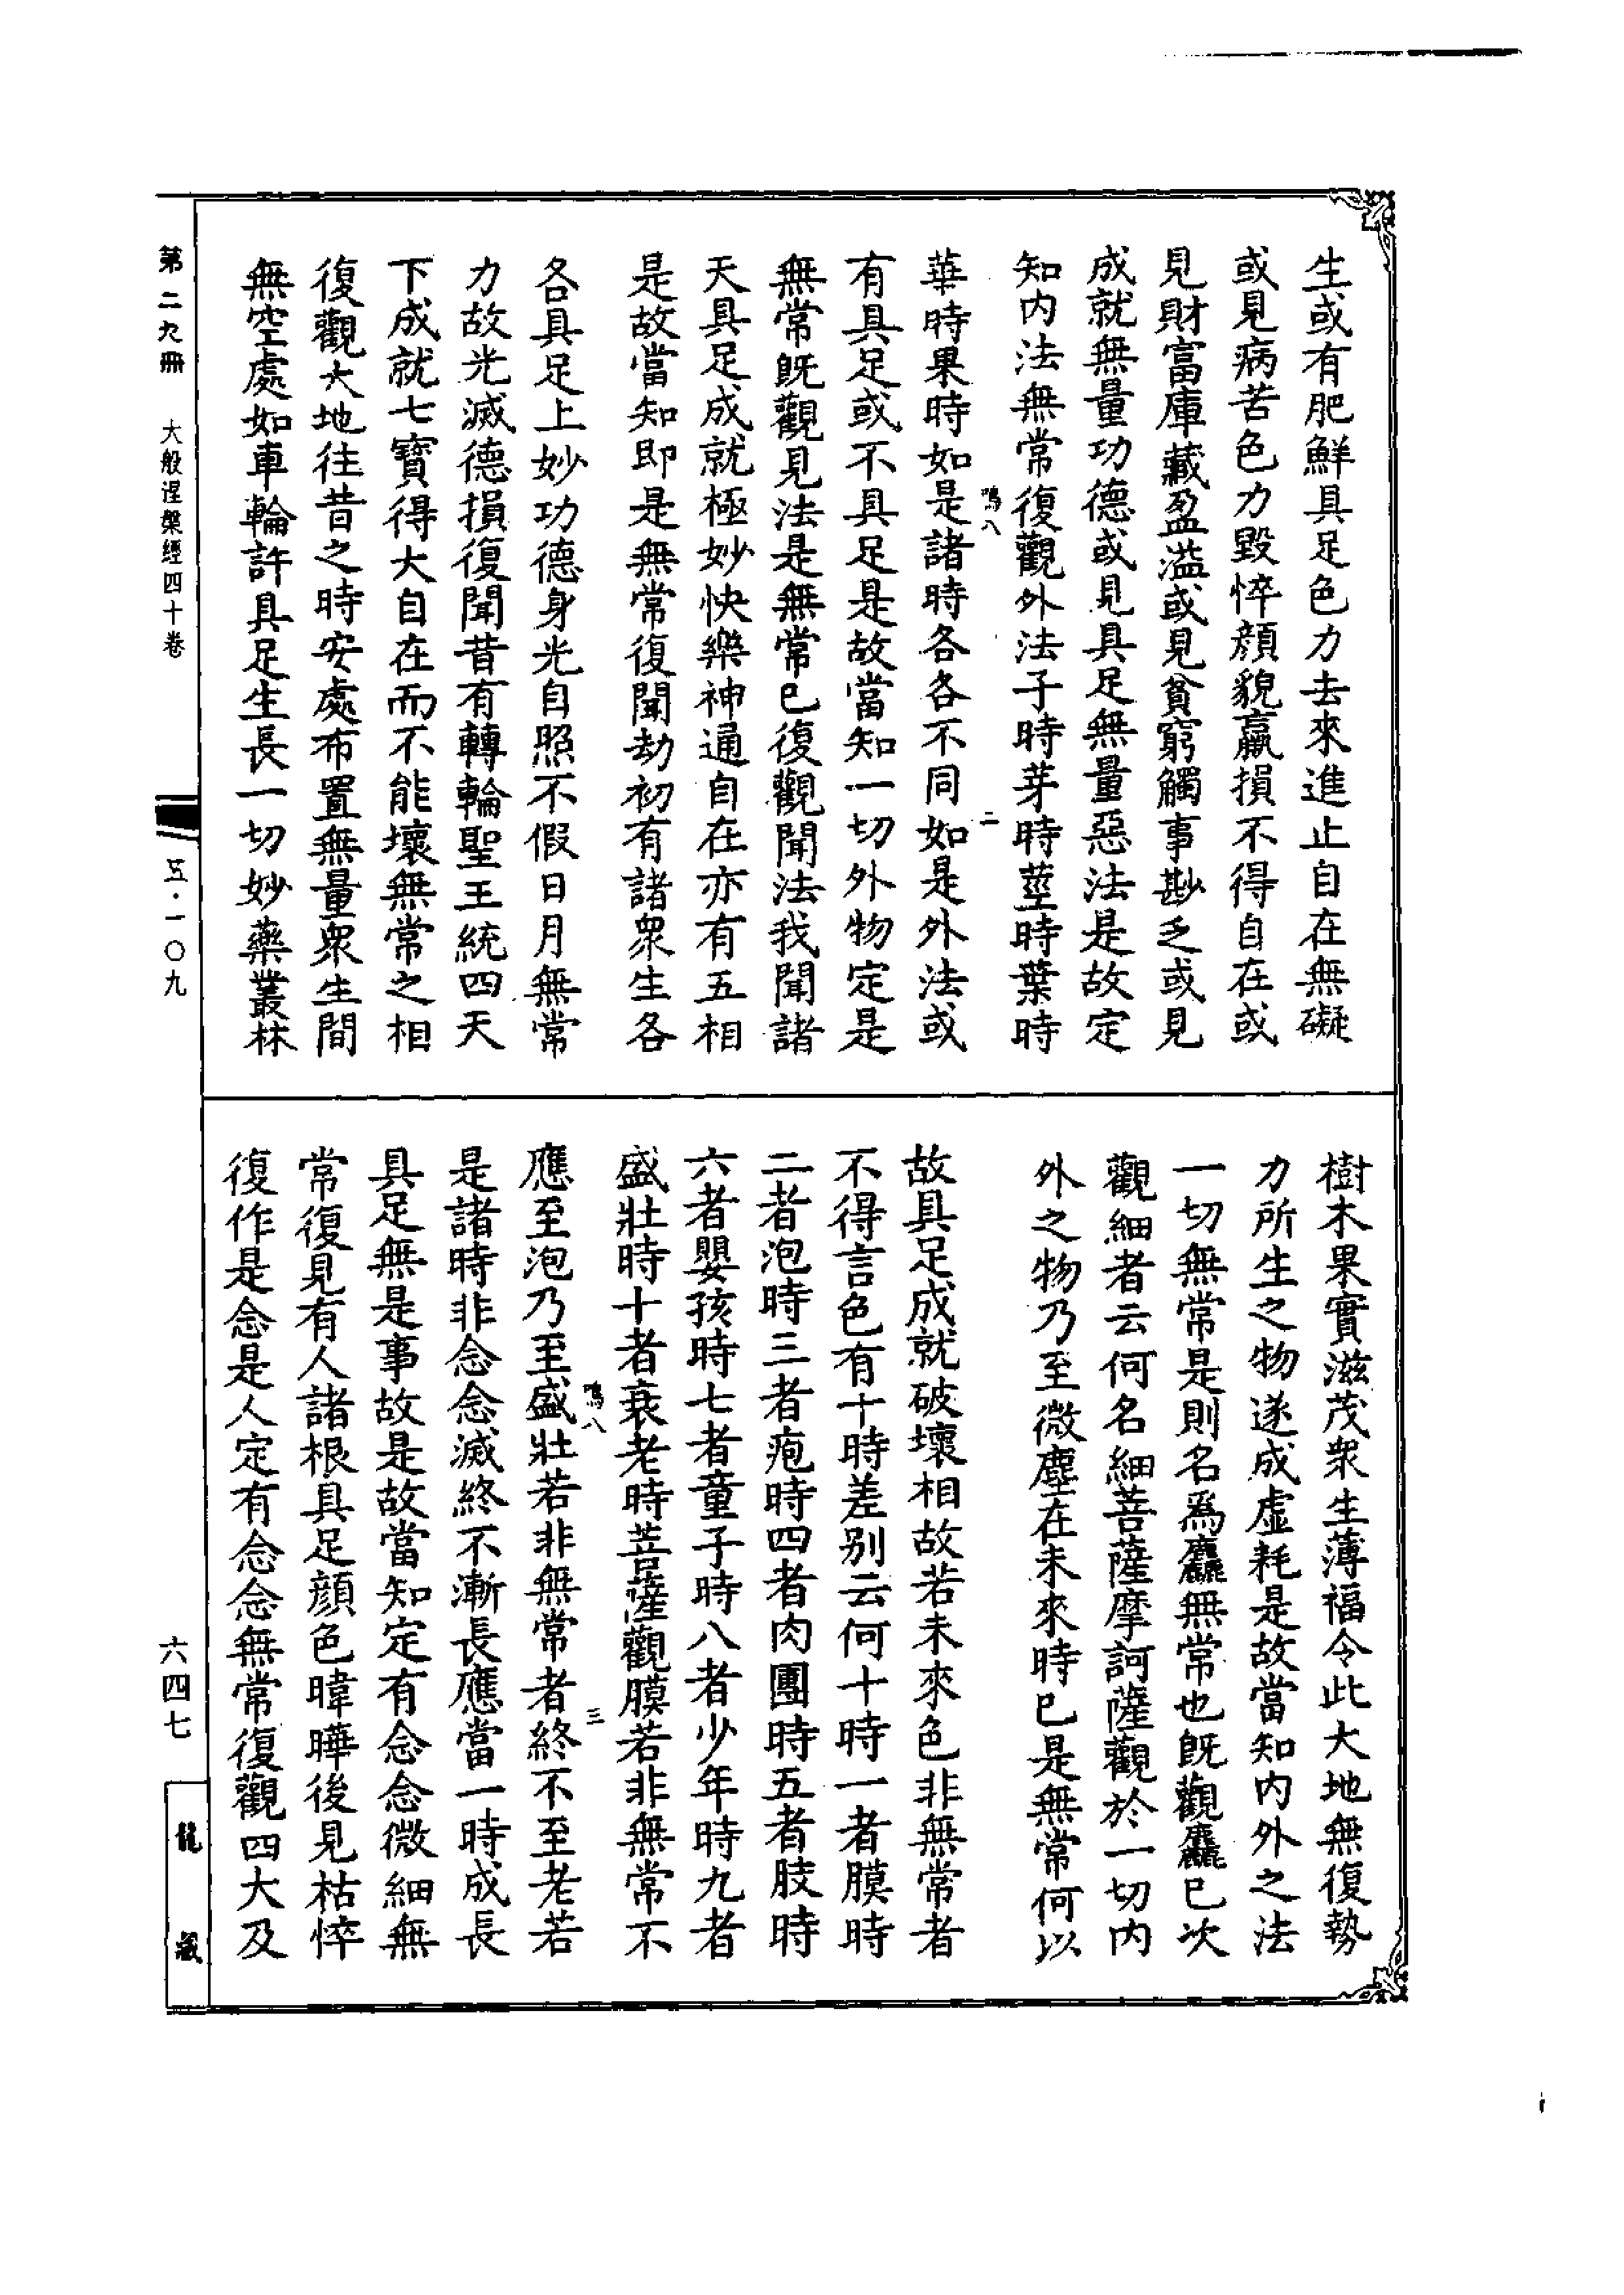 生或有肥鮮具足色力去來進止自在無礙
或見病苦色力毀悴顔貌羸損不得自在或
見財富庫藏盈溢或見貧窮觸事尠乏或見
成就無量功德或見具足無量惡法是故定
知内法無常復觀外法子時芽時莖時葉時
鳴八
二
華時果時如是諸時各各不同如是外法或
有具足或不具足是故當知一切外物定是
無常既觀見法是無常已復觀聞法我聞諸
天具足成就極妙快樂神通自在亦有五相
是故當知即是無常復聞劫初有諸衆生各
各具足上妙功德身光自照不假日月無常
力故光滅德損復聞昔有轉輪聖王統四天
下成就七寶得大自在而不能壞無常之相
復觀大地往昔之時安處布置無量衆生間
無空處如車輪許具足生長一切妙藥叢林
樹木果實滋茂衆生薄福令此大地無復勢
力所生之物遂成虚耗是故當知内外之法
一切無常是則名爲麤無常也既觀麤已次
觀細者云何名細菩薩摩訶薩觀於一切内
外之物乃至微塵在未來時已是無常何以
故具足成就破壞相故若未來色非無常者
不得言色有十時差别云何十時一者膜時
二者泡時三者疱時四者肉團時五者肢時
六者嬰孩時七者童子時八者少年時九者
盛壯時十者衰老時菩薩觀膜若非無常不
鳴八
三
應至泡乃至盛壯若非無常者終不至老若
是諸時非念念滅終不漸長應當一時成長
具足無是事故是故當知定有念念微細無
常復見有人諸根具足顔色暐曄後見枯悴
復作是念是人定有念念無常復觀四大及
第二九冊 大般涅槃經四十卷
五·一〇九
六四七
龍藏